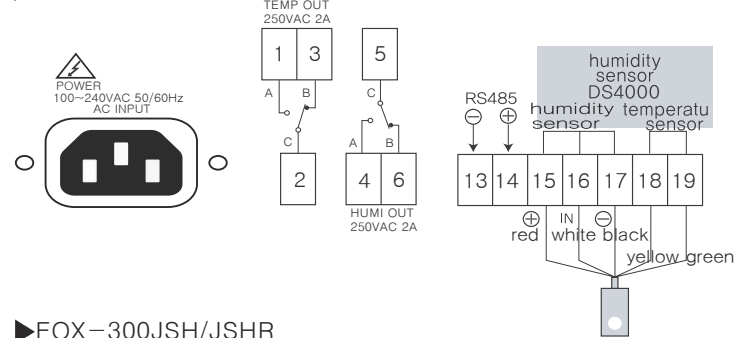 TEMP OUT
250VAC 2A
1 3 5
A B C
C
A B
2 4 6
HUMI OUT
250VAC 2A
POWER
100~240VAC 50/60Hz
AC INPUT
humidity
sensor
DS4000
RS485
humidity temperatu
sensor sensor
⊖ ⊕
13 14 15 16 17 18 19
⊕ IN ⊖
red white black
yellow green
▶FOX-300JSH/JSHR